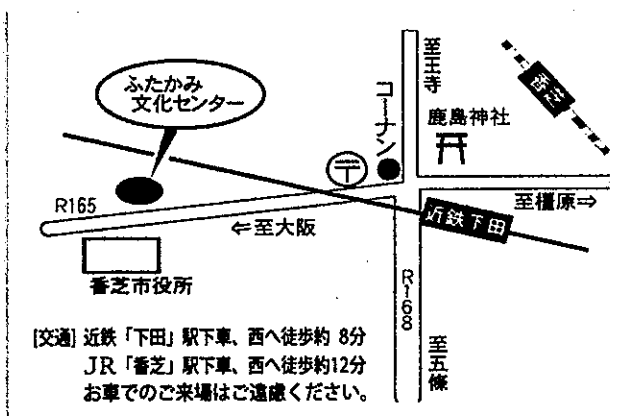 ふたかみ
文化センター
至王寺
香芝
コーナン
鹿島神社
〒
R165
⇐至大阪
至橿原⇒
近鉄下田
香芝市役所
R168
至五條
[交通] 近鉄「下田」駅下車、西へ徒歩約 8分
JR「香芝」駅下車、西へ徒歩約12分
お車でのご来場はご遠慮ください。